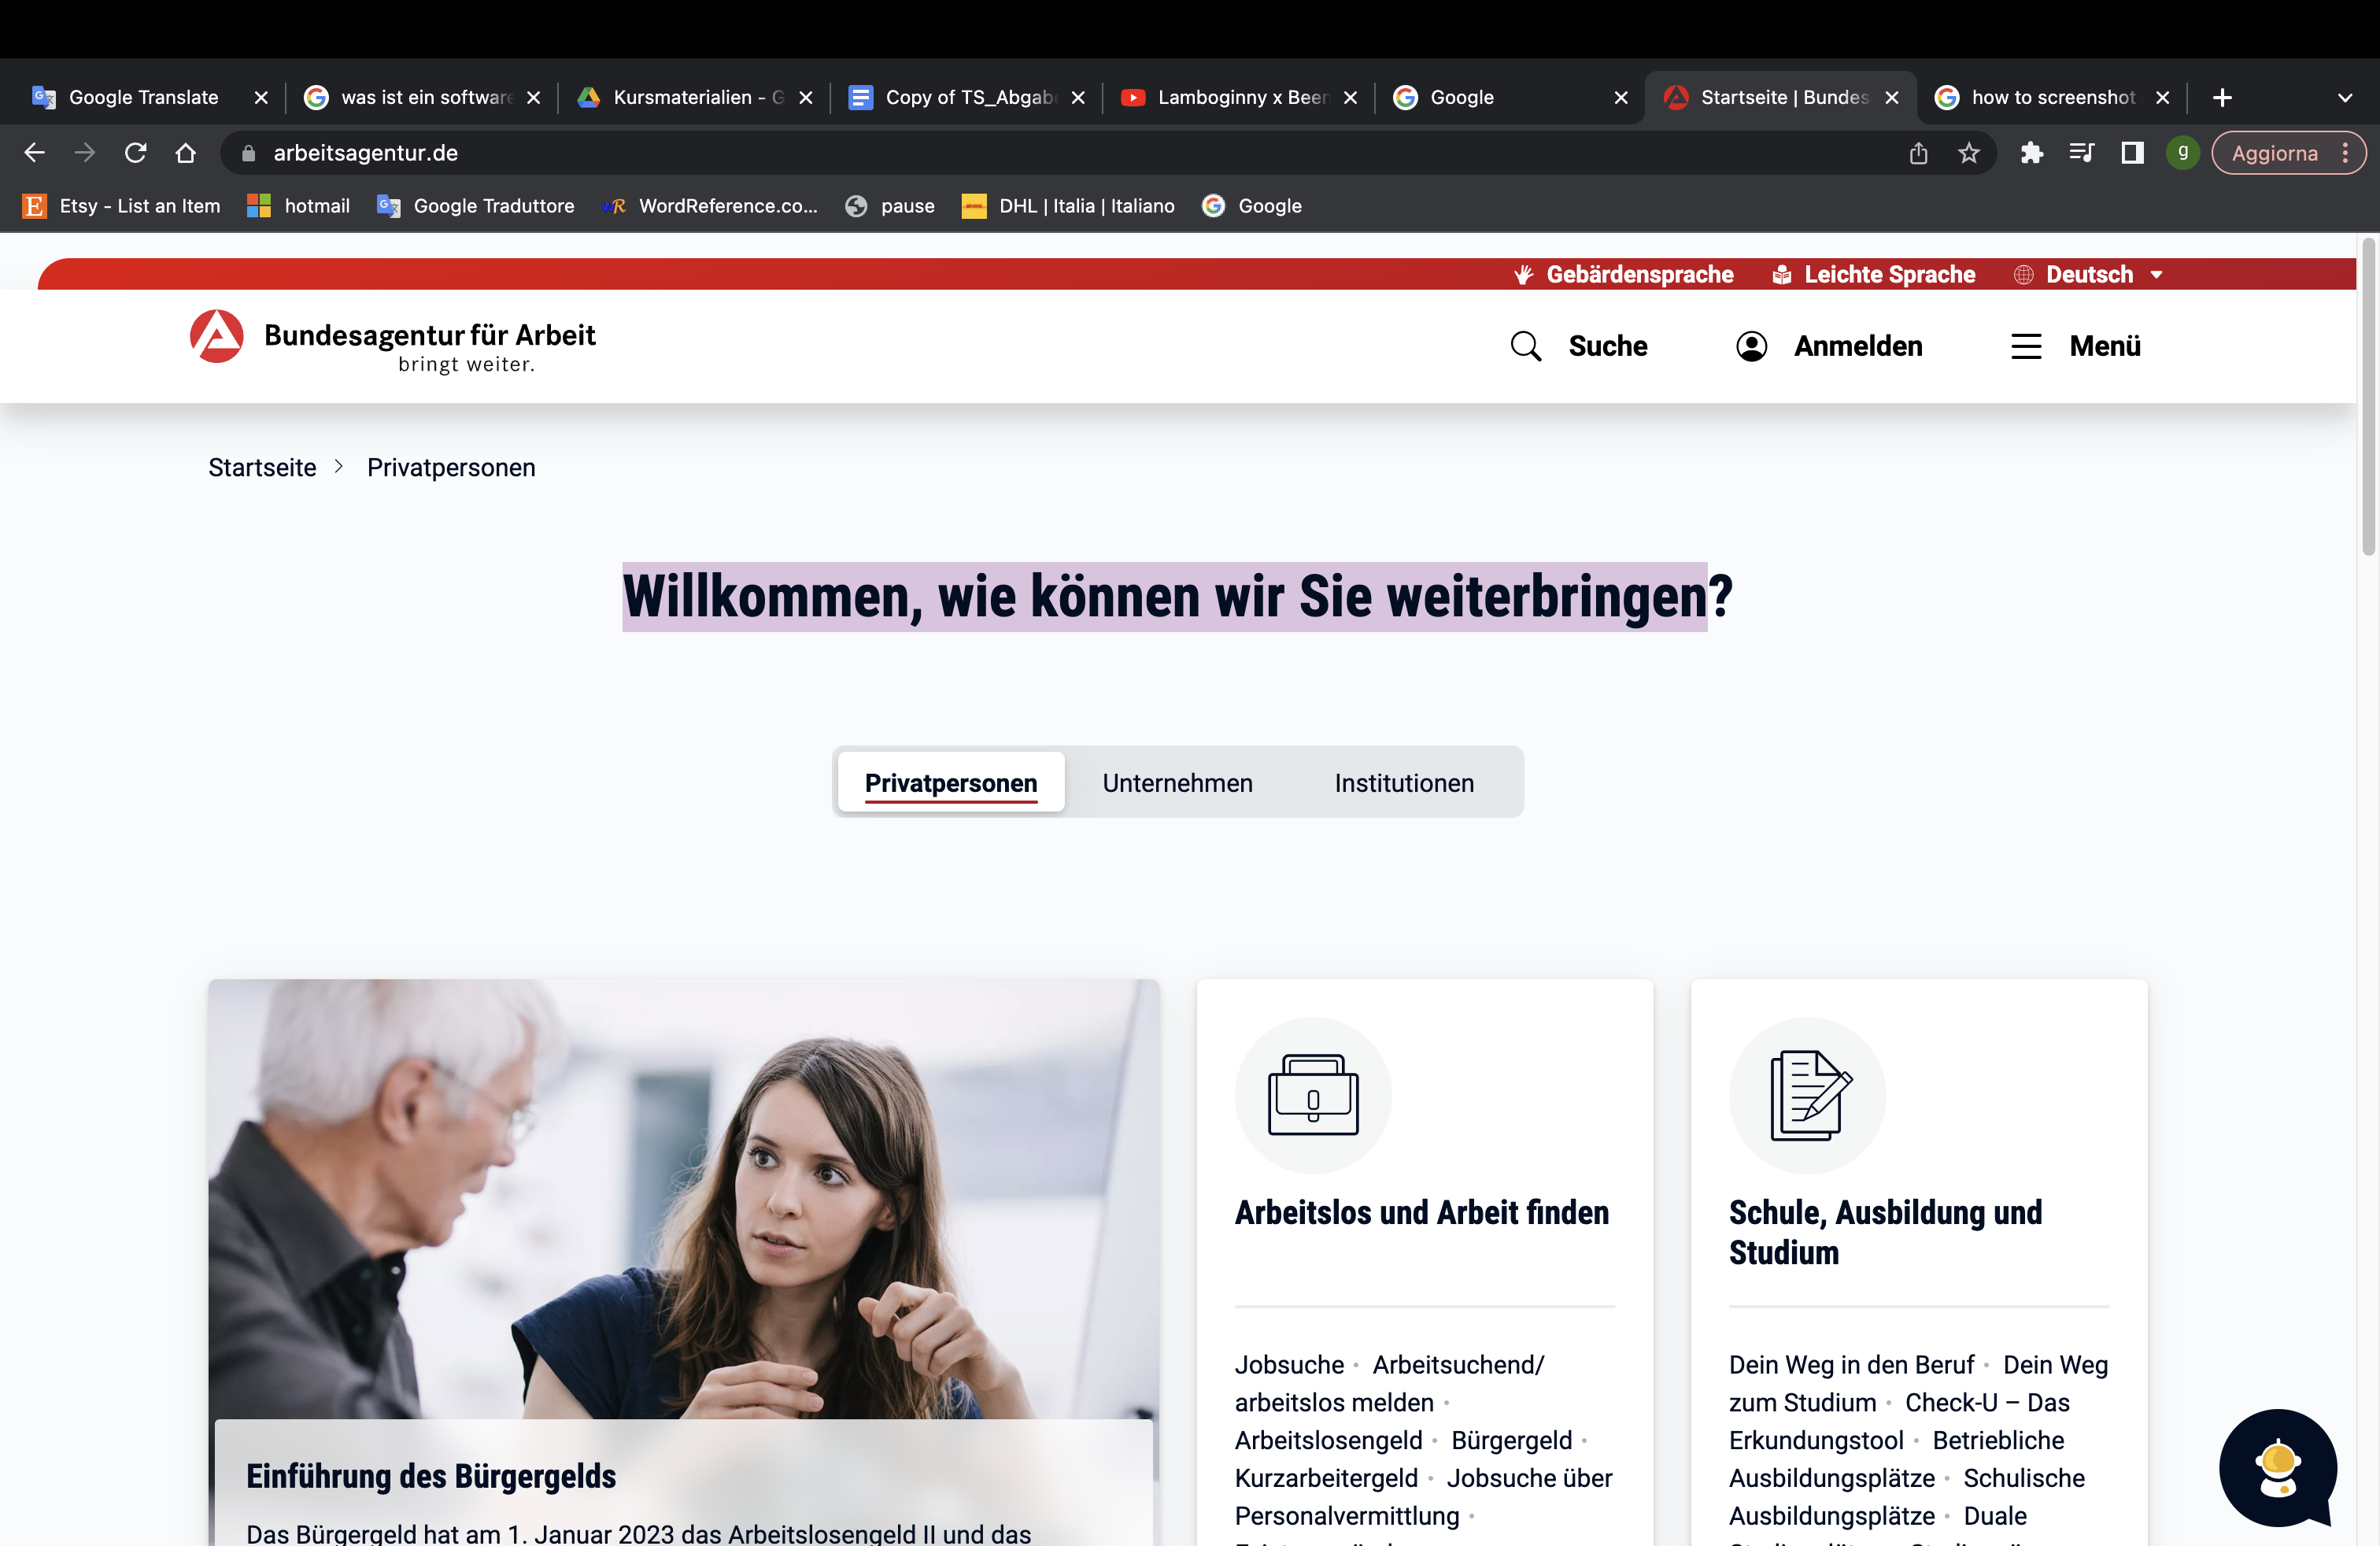 Google Translate
was ist ein software
Kursmaterialien - G
Copy of TS_Abgabe
Lamboginny x Been
Google
Startseite | Bundes
how to screenshot
arbeitsagentur.de
g
Aggiorna
Etsy - List an Item
hotmail
Google Traduttore
WordReference.co...
pause
DHL | Italia | Italiano
Google
Gebärdensprache
Leichte Sprache
Deutsch
Bundesagentur für Arbeit
bringt weiter.
Suche
Anmelden
Menü
Startseite
Privatpersonen
Willkommen, wie können wir Sie weiterbringen?
Privatpersonen
Unternehmen
Institutionen
Einführung des Bürgergelds
Das Bürgergeld hat am 1. Januar 2023 das Arbeitslosengeld II und das
Arbeitslos und Arbeit finden
Jobsuche • Arbeitsuchend/
arbeitslos melden •
Arbeitslosengeld • Bürgergeld •
Kurzarbeitergeld • Jobsuche über
Personalvermittlung •
Schule, Ausbildung und
Studium
Dein Weg in den Beruf • Dein Weg
zum Studium • Check-U – Das
Erkundungstool • Betriebliche
Ausbildungsplätze • Schulische
Ausbildungsplätze • Duale